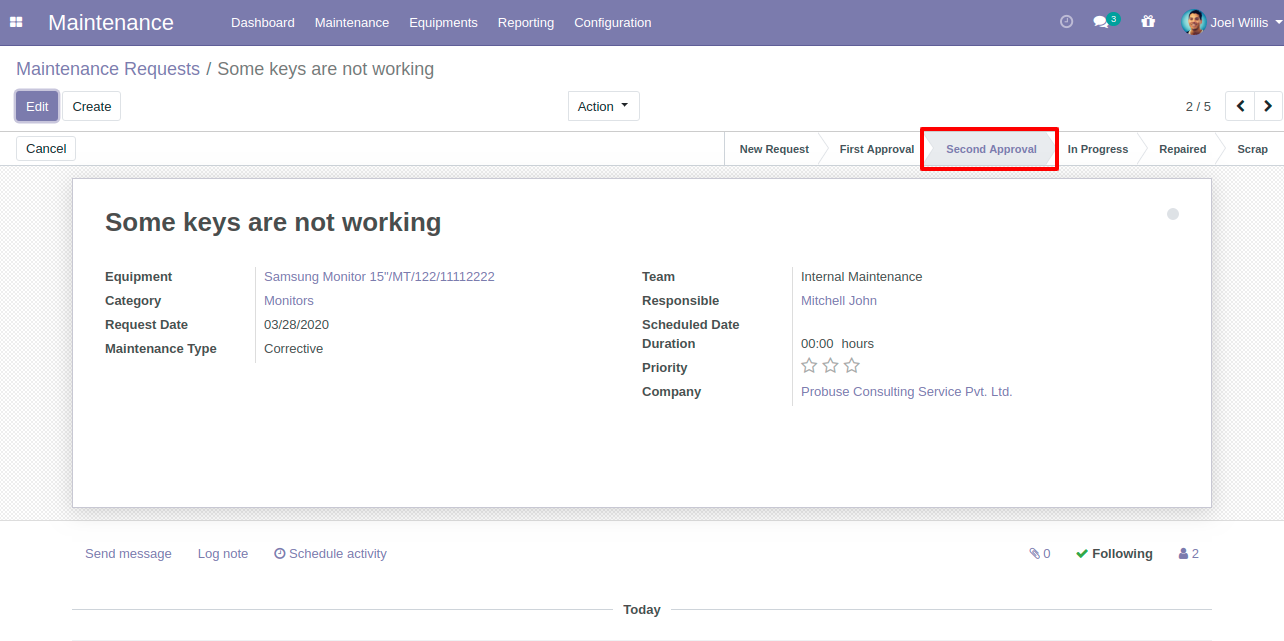 Maintenance Dashboard Maintenance Equipments Reporting Configuration 3 Joel Willis
Maintenance Requests / Some keys are not working
Edit Create Action 2 / 5
Cancel New Request First Approval Second Approval In Progress Repaired Scrap
Some keys are not working
Equipment Samsung Monitor 15"/MT/122/11112222
Category Monitors
Request Date 03/28/2020
Maintenance Type Corrective
Team Internal Maintenance
Responsible Mitchell John
Scheduled Date
Duration 00:00 hours
Priority
Company Probuse Consulting Service Pvt. Ltd.
Send message Log note Schedule activity 0 Following 2
Today